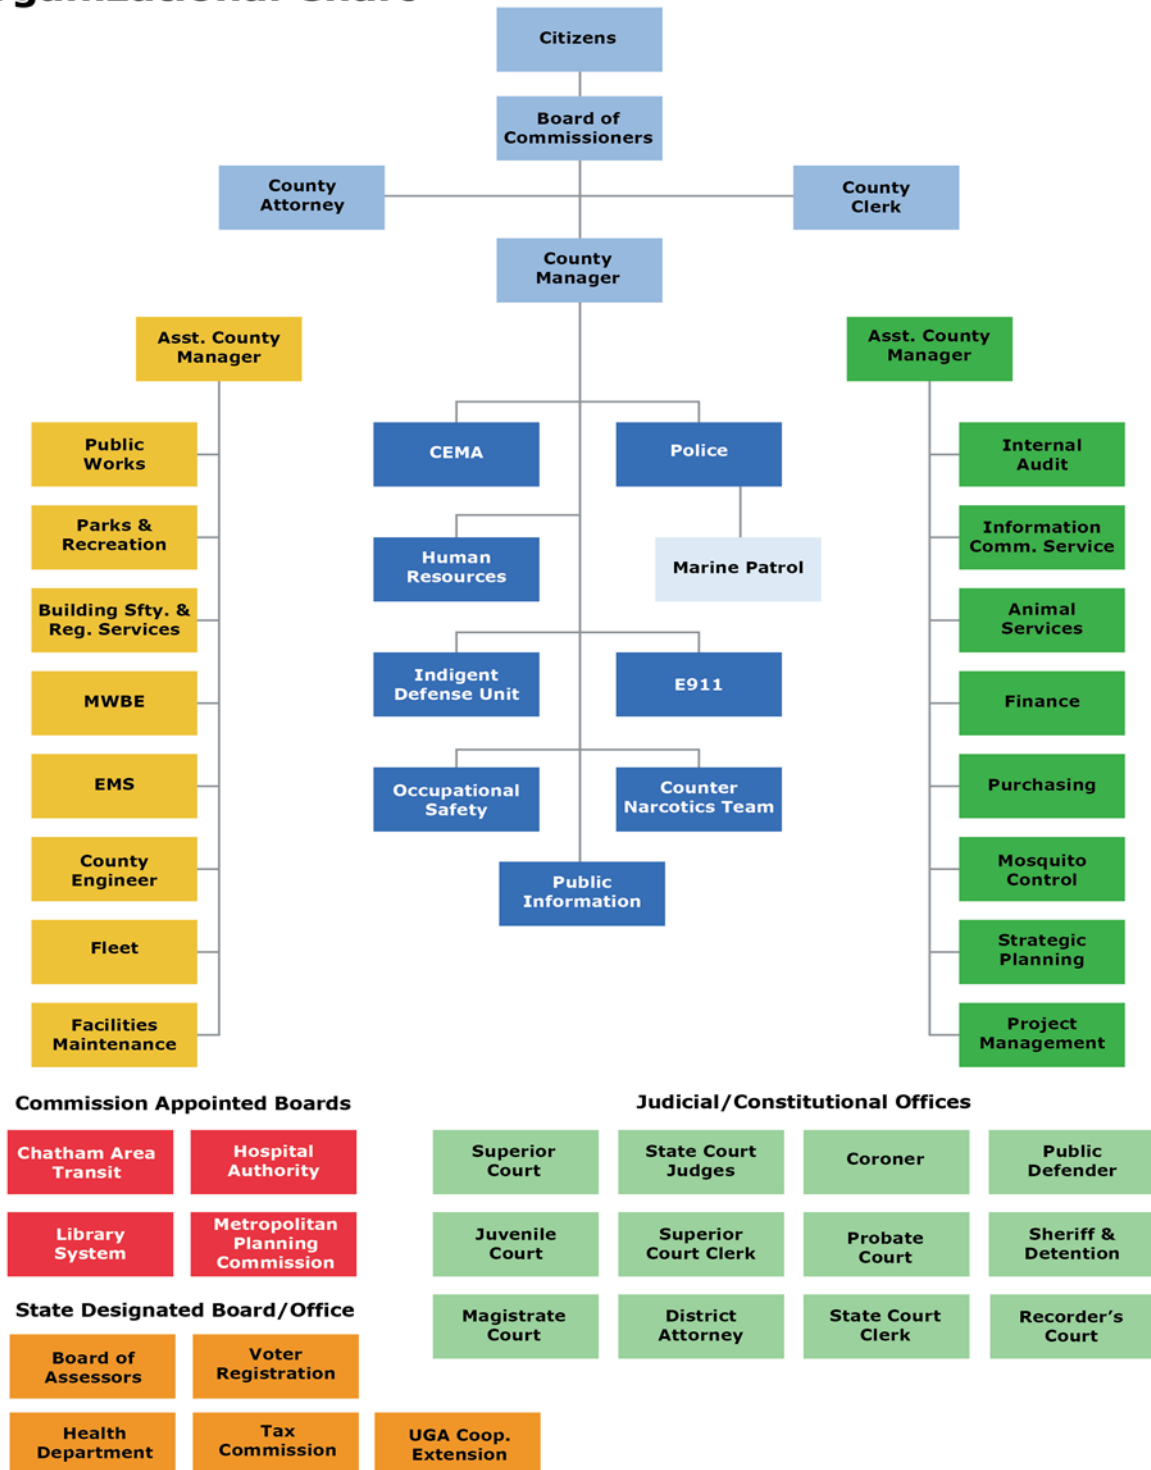 Citizens
Board of
Commissioners
County
Attorney
County
Clerk
County
Manager
Asst. County
Manager
Asst. County
Manager
Public
Works
Parks &
Recreation
Building Sfty. &
Reg. Services
MWBE
EMS
County
Engineer
Fleet
Facilities
Maintenance
CEMA
Police
Human
Resources
Marine Patrol
Indigent
Defense Unit
E911
Occupational
Safety
Counter
Narcotics Team
Public
Information
Internal
Audit
Information
Comm. Service
Animal
Services
Finance
Purchasing
Mosquito
Control
Strategic
Planning
Project
Management
Commission Appointed Boards
Chatham Area
Transit
Hospital
Authority
Library
System
Metropolitan
Planning
Commission
State Designated Board/Office
Board of
Assessors
Voter
Registration
Health
Department
Tax
Commission
UGA Coop.
Extension
Judicial/Constitutional Offices
Superior
Court
State Court
Judges
Coroner
Public
Defender
Juvenile
Court
Superior
Court Clerk
Probate
Court
Sheriff &
Detention
Magistrate
Court
District
Attorney
State Court
Clerk
Recorder's
Court